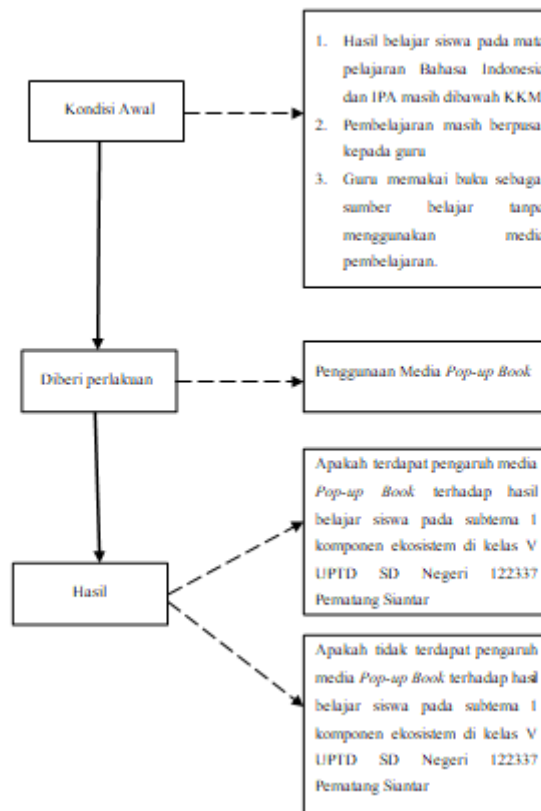 Kondisi Awal
1. Hasil belajar siswa pada mata
pelajaran Bahasa Indonesia
dan IPA masih dibawah KKM
2. Pembelajaran masih berpusa
kepada guru
3. Guru memakai buku sebaga
sumber belajar tanpa
menggunakan media
pembelajaran.
Diberi perlakuan
Penggunaan Media Pop-up Book
Hasil
Apakah terdapat pengaruh media
Pop-up Book terhadap hasil
belajar siswa pada subtema 1
komponen ekosistem di kelas V
UPTD SD Negeri 122337
Pematang Siantar
Apakah tidak terdapat pengaruh
media Pop-up Book terhadap hasil
belajar siswa pada subtema 1
komponen ekosistem di kelas V
UPTD SD Negeri 122337
Pematang Siantar